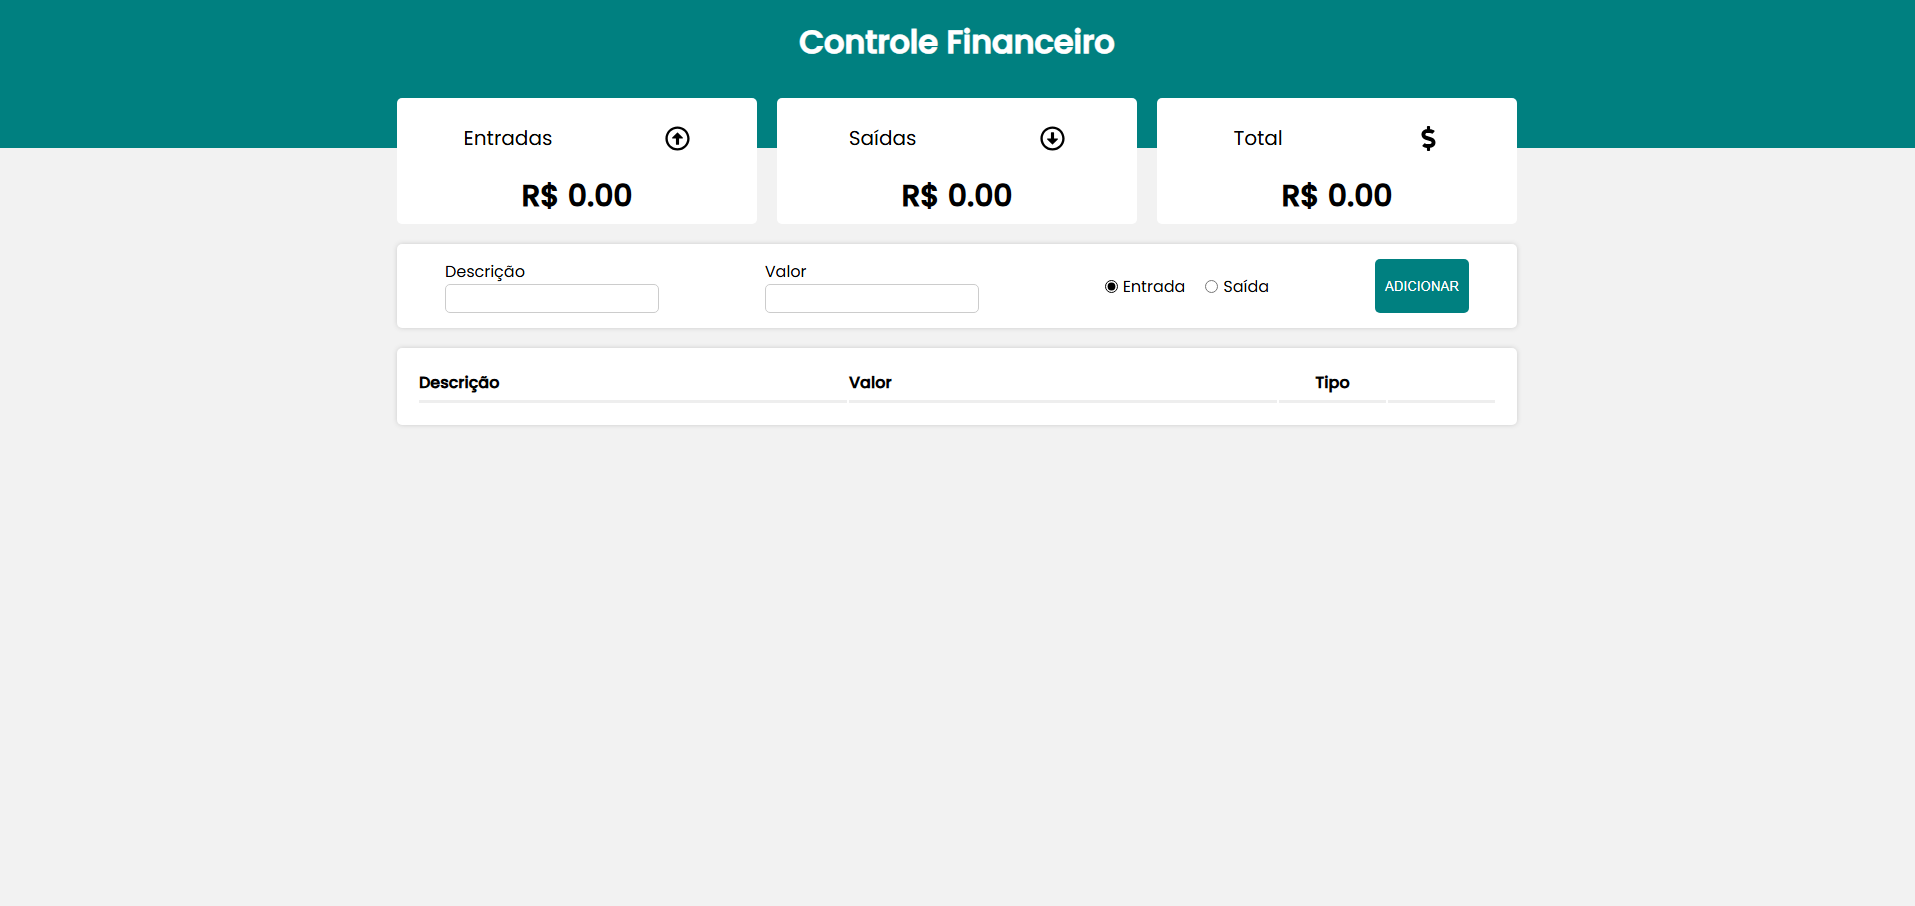 Controle Financeiro
Entradas
R$ 0.00
Saídas
R$ 0.00
Total
$
R$ 0.00
Descrição
Valor
Entrada Saída
ADICIONAR
Descrição Valor Tipo